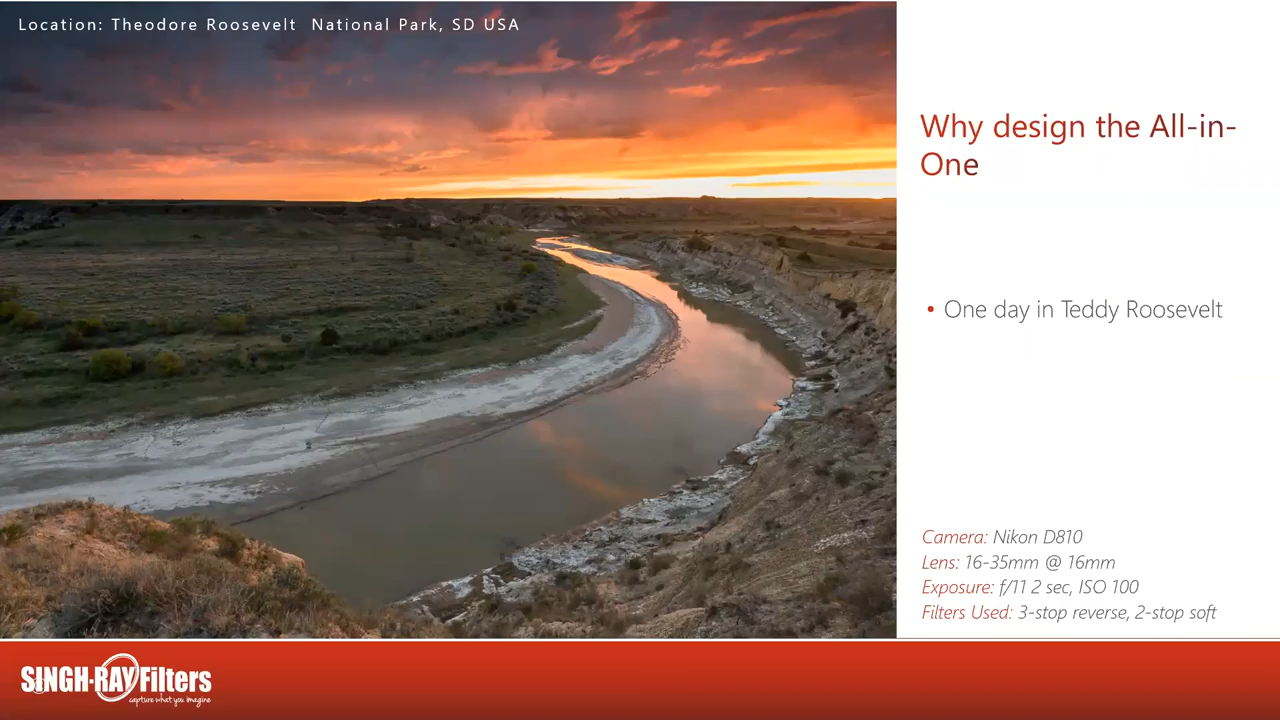 Location: Theodore Roosevelt National Park, SD USA
Why design the All-in-
One
• One day in Teddy Roosevelt
Camera: Nikon D810
Lens: 16-35mm @ 16mm
Exposure: f/11 2 sec, ISO 100
Filters Used: 3-stop reverse, 2-stop soft
SINGH-RAY Filters
capture what you imagine